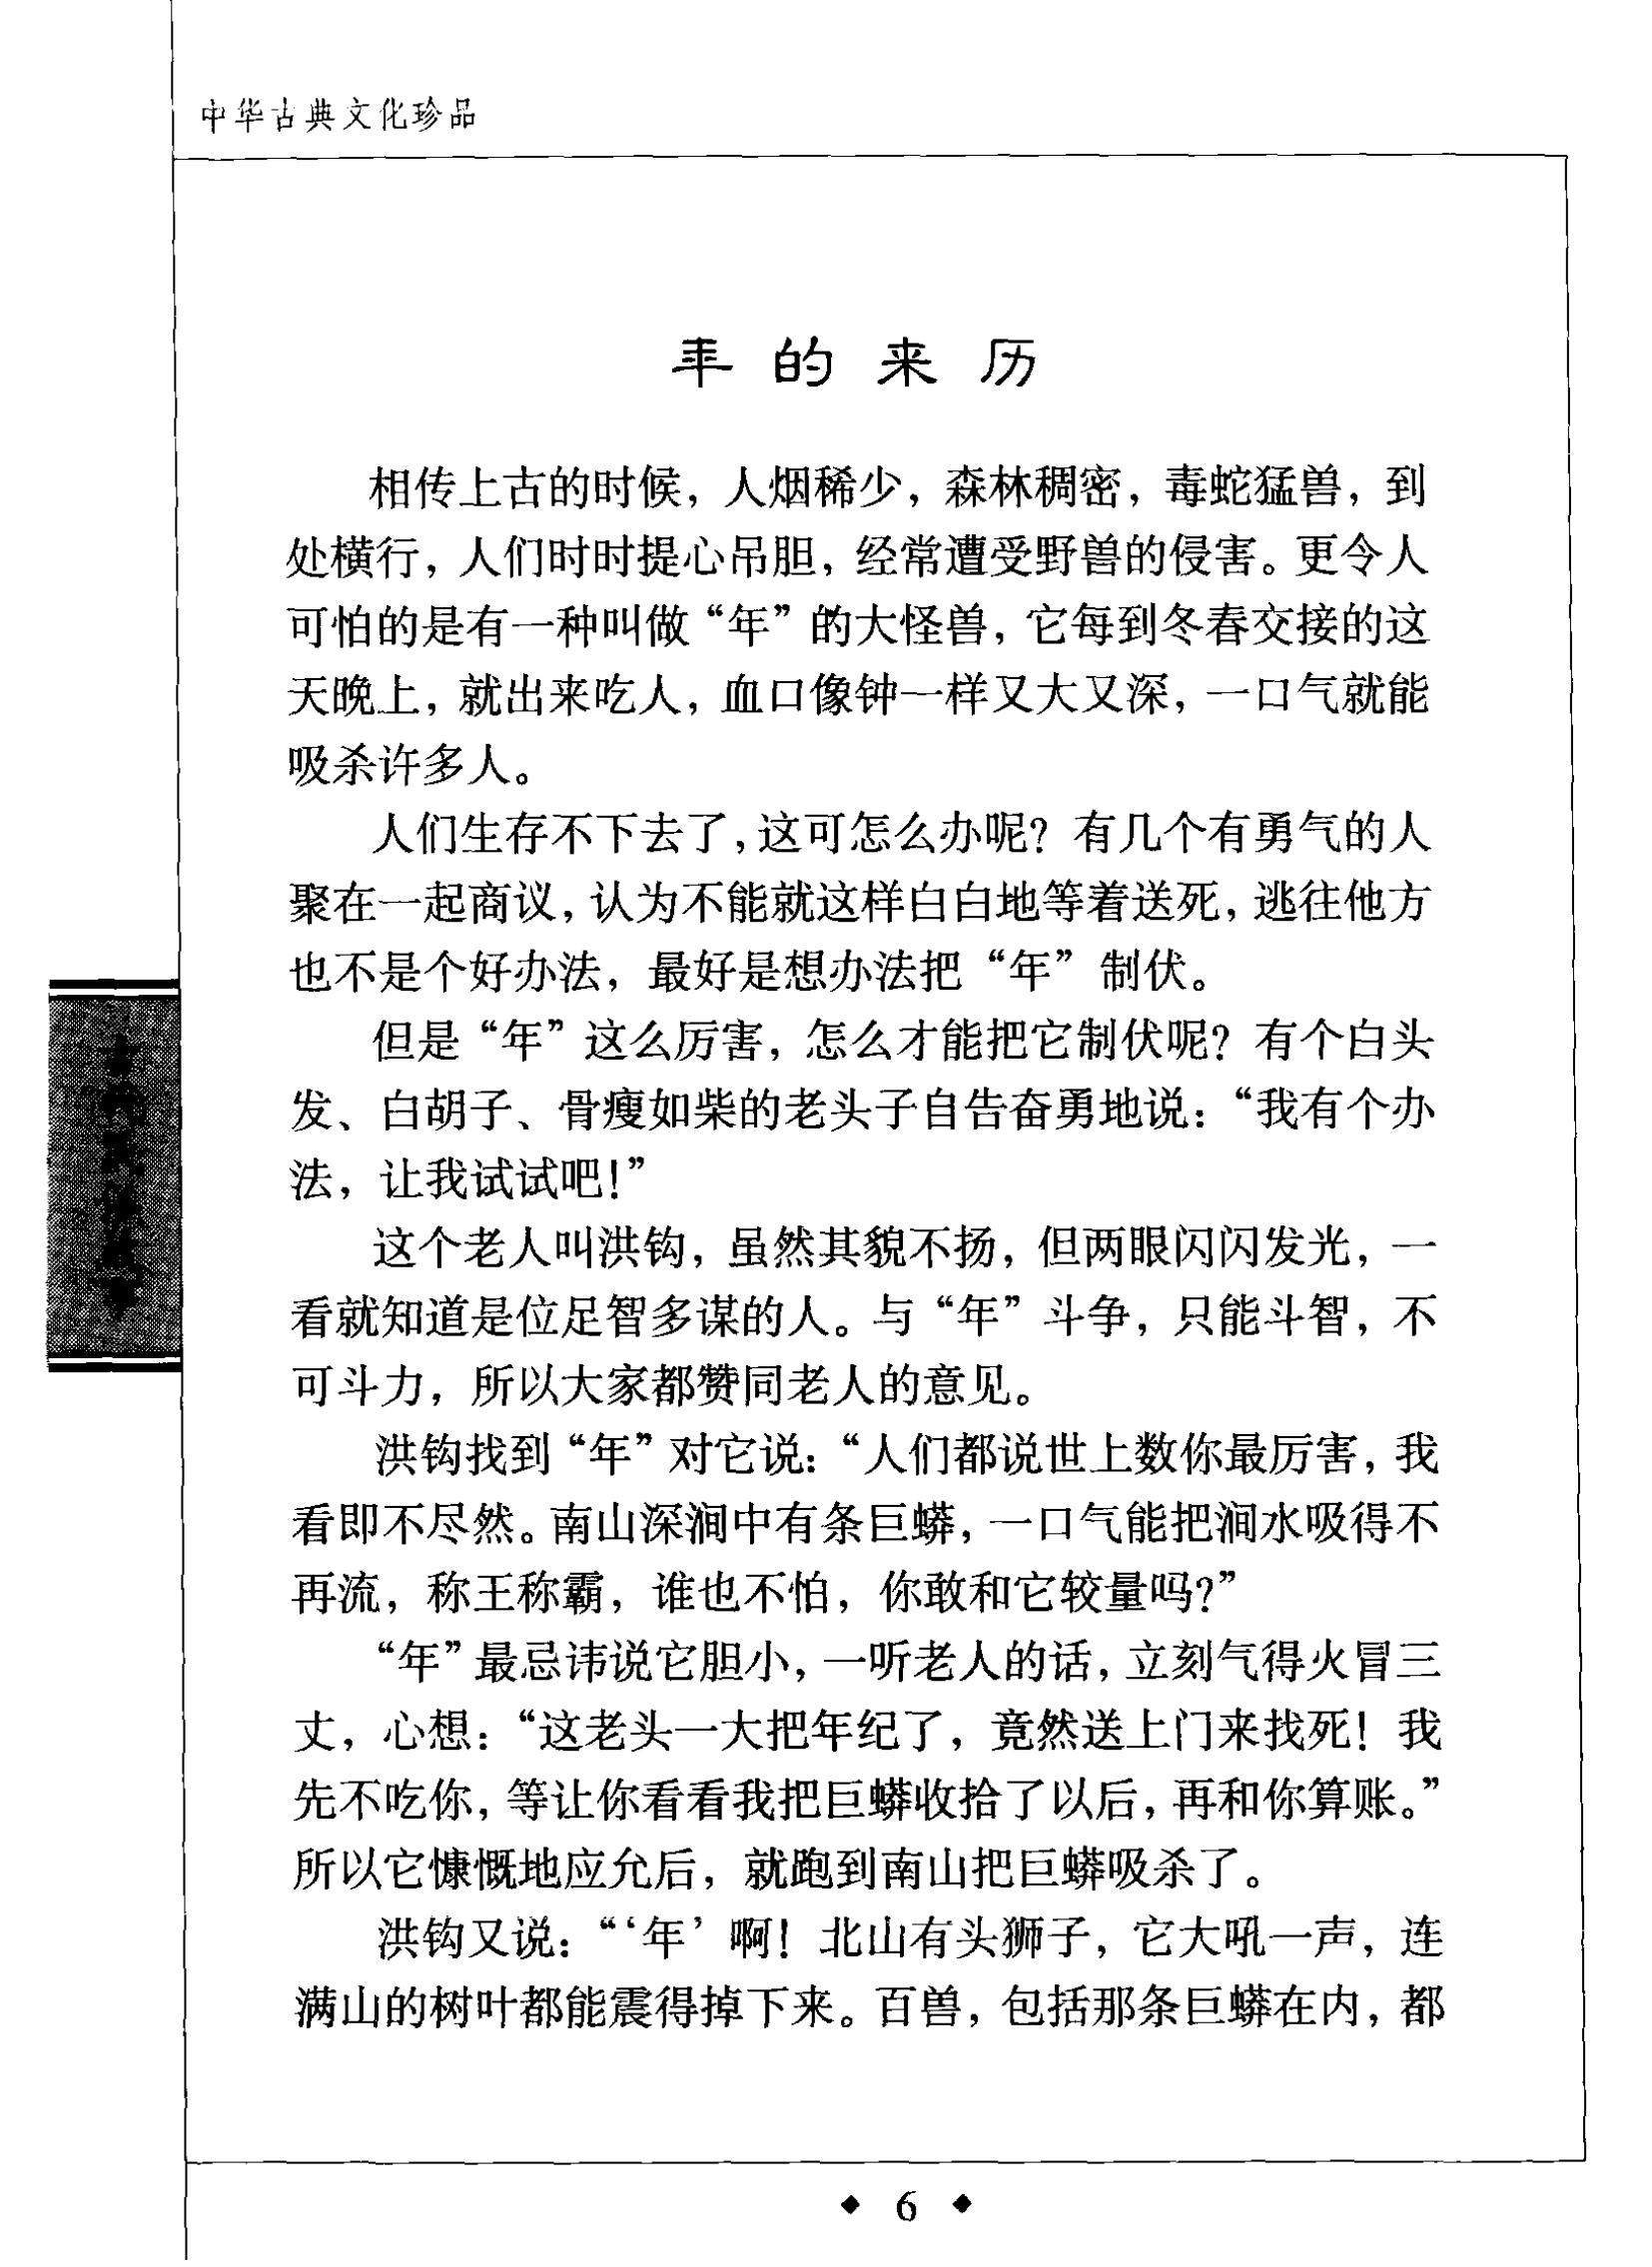 中华古典文化珍品
年的来历
相传上古的时候，人烟稀少，森林稠密，毒蛇猛兽，到
处横行，人们时时提心吊胆，经常遭受野兽的侵害。更令人
可怕的是有一种叫做“年”的大怪兽，它每到冬春交接的这
天晚上，就出来吃人，血口像钟一样又大又深，一口气就能
吸杀许多人。
人们生存不下去了，这可怎么办呢？有几个有勇气的人
聚在一起商议，认为不能就这样白白地等着送死，逃往他方
也不是个好办法，最好是想办法把“年”制伏。
但是“年”这么厉害，怎么才能把它制伏呢？有个白头
发、白胡子、骨瘦如柴的老头子自告奋勇地说：“我有个办
法，让我试试吧！”
这个老人叫洪钧，虽然其貌不扬，但两眼闪闪发光，一
看就知道是位足智多谋的人。与“年”斗争，只能斗智，不
可斗力，所以大家都赞同老人的意见。
洪钧找到“年”对它说：“人们都说世上数你最厉害，我
看即不尽然。南山深涧中有条巨蟒，一口气能把涧水吸得不
再流，称王称霸，谁也不怕，你敢和它较量吗？”
“年”最忌讳说它胆小，一听老人的话，立刻气得火冒三
丈，心想：“这老头一大把年纪了，竟然送上门来找死！我
先不吃你，等让你看看我把巨蟒收拾了以后，再和你算账。”
所以它慷慨地应允后，就跑到南山把巨蟒吸杀了。
洪钧又说：“‘年’啊！北山有头狮子，它大吼一声，连
满山的树叶都能震得掉下来。百兽，包括那条巨蟒在内，都
◆ 6 ◆